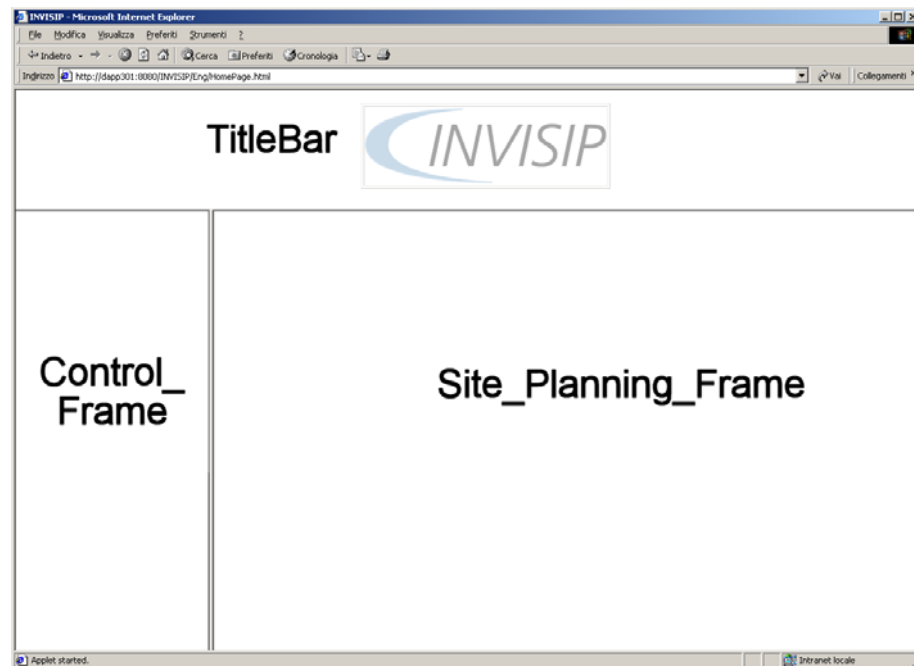 INVISIP - Microsoft Internet Explorer
File Modifica Visualizza Preferiti Strumenti ?
Indietro Cerca Preferiti Cronologia
Indirizzo http://dapp301:8080/INVISIP/Eng/HomePage.html Vai Collegamenti
TitleBar INVISIP
Control_
Frame
Site_Planning_Frame
Applet started. Intranet locale